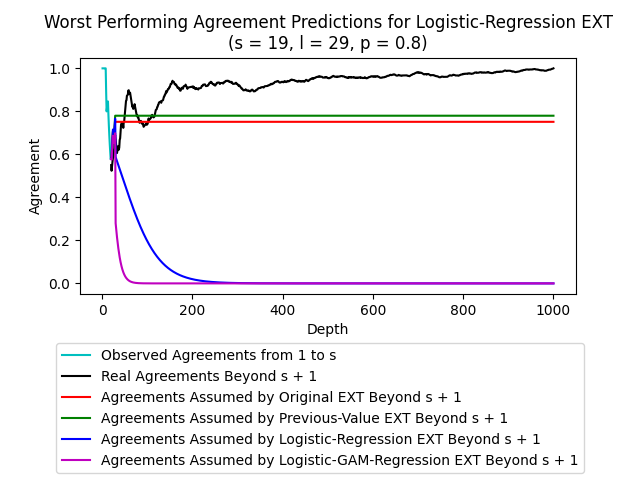 Worst Performing Agreement Predictions for Logistic-Regression EXT
(s = 19, l = 29, p = 0.8)
1.0
0.8
0.6
0.4
0.2
0.0
Agreement
0 200 400 600 800 1000
Depth
Observed Agreements from 1 to s
Real Agreements Beyond s + 1
Agreements Assumed by Original EXT Beyond s + 1
Agreements Assumed by Previous-Value EXT Beyond s + 1
Agreements Assumed by Logistic-Regression EXT Beyond s + 1
Agreements Assumed by Logistic-GAM-Regression EXT Beyond s + 1